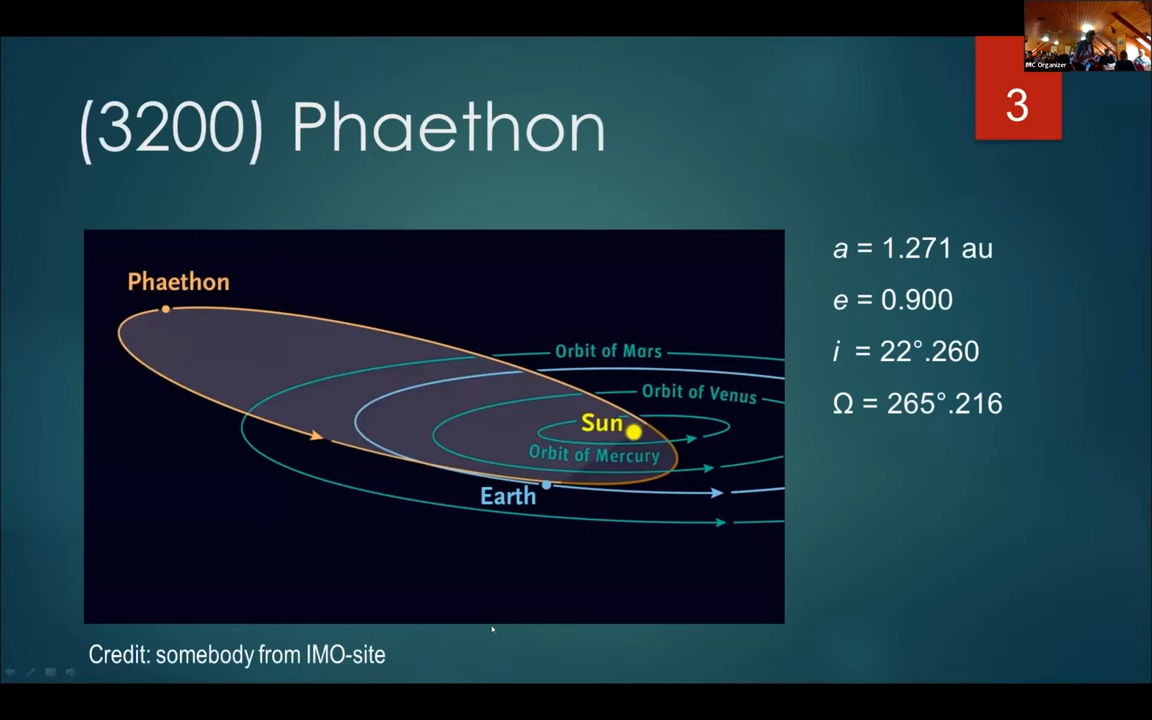 IMC Organizer
3
(3200) Phaethon
Phaethon
Orbit of Mars
Orbit of Venus
Sun
Orbit of Mercury
Earth
a = 1.271 au
e = 0.900
i = 22°.260
Ω = 265°.216
Credit: somebody from IMO-site